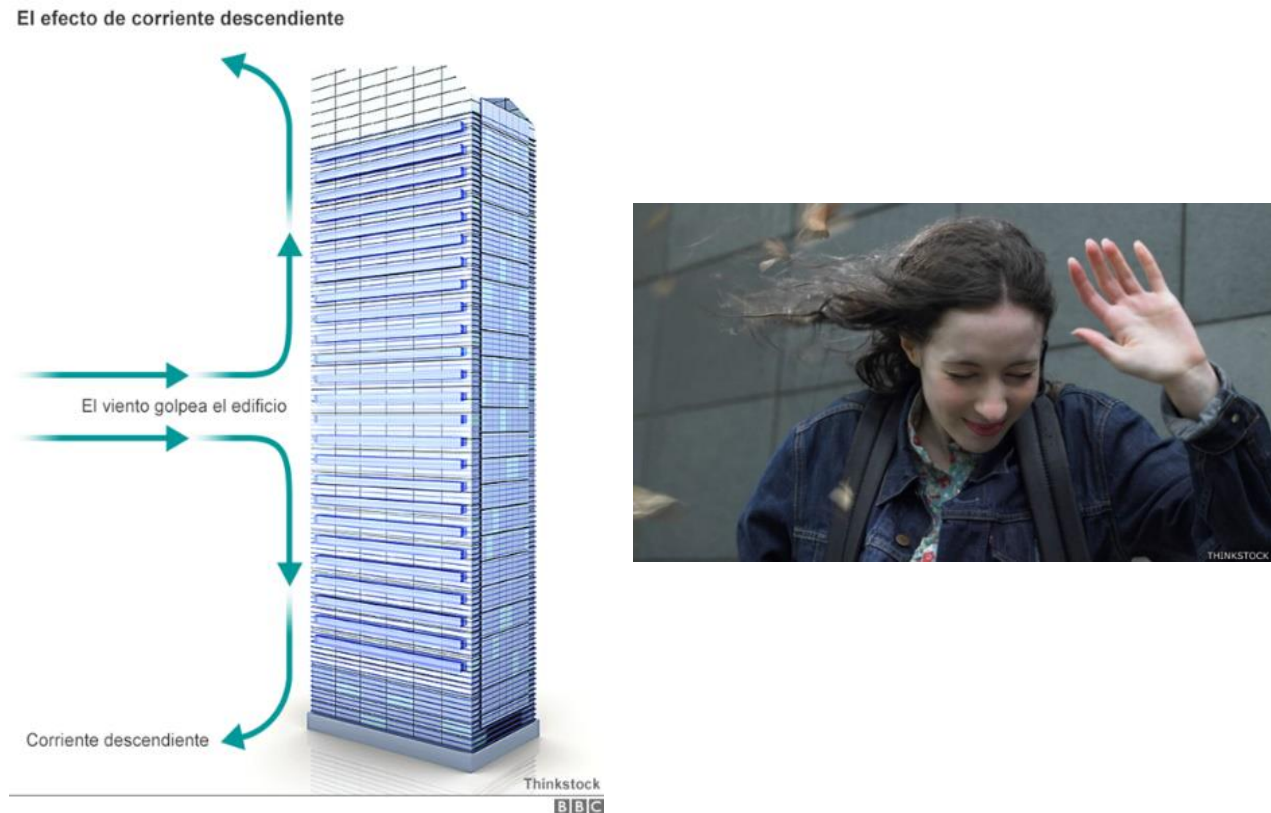 El efecto de corriente descendiente
El viento golpea el edificio
Corriente descendiente
Thinkstock
BBC
THINKSTOCK